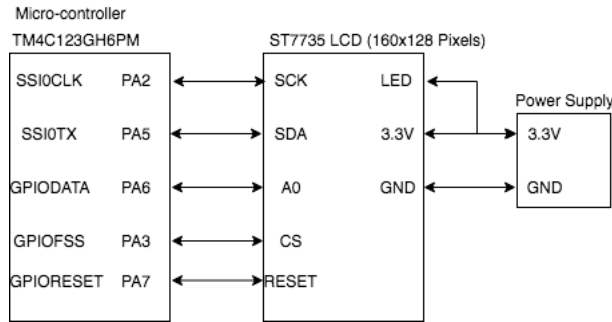 Micro-controller
TM4C123GH6PM
ST7735 LCD (160x128 Pixels)
SSI0CLK PA2 SCK LED
Power Supply
SSI0TX PA5 SDA 3.3V 3.3V
GPIODATA PA6 A0 GND GND
GPIOFSS PA3 CS
GPIORESET PA7 RESET